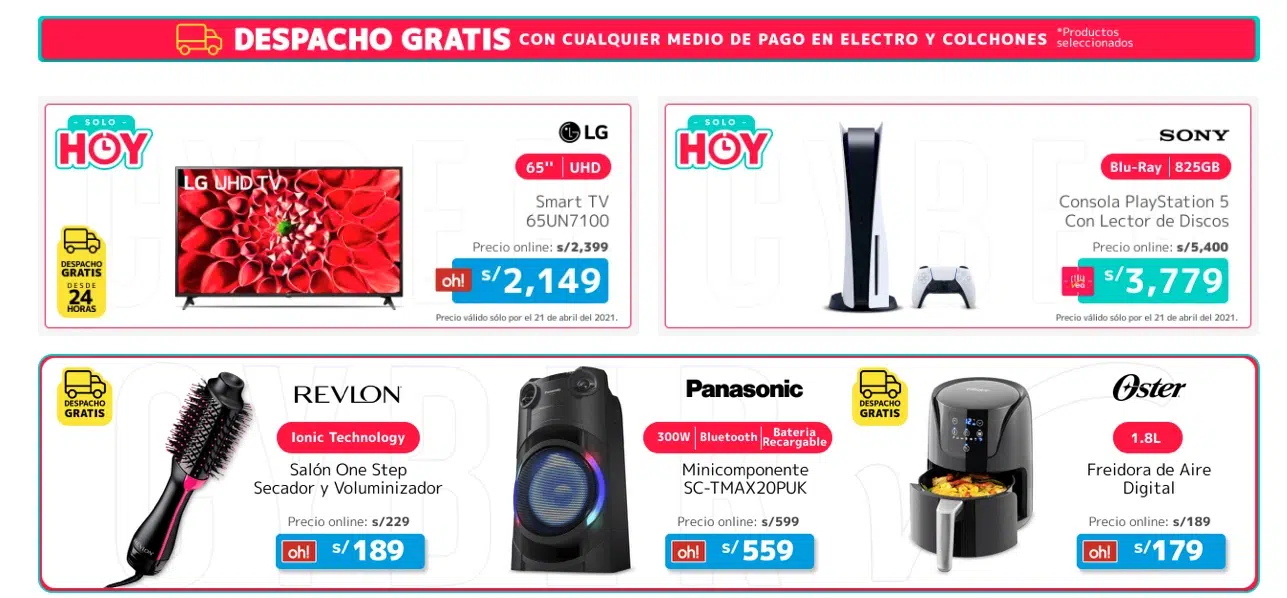 DESPACHO GRATIS CON CUALQUIER MEDIO DE PAGO EN ELECTRO Y COLCHONES *Productos
seleccionados
- SOLO -
HOY
LG
65'' | UHD
LG UHD TV
Smart TV
65UN7100
Precio online: s/2,399
oh! s/2,149
DESPACHO
GRATIS
DESDE
24
HORAS
Precio válido sólo por el 21 de abril del 2021.
- SOLO -
HOY
SONY
Blu-Ray | 825GB
Consola PlayStation 5
Con Lector de Discos
Precio online: s/5,400
s/3,779
Precio válido sólo por el 21 de abril del 2021.
CYBER
DESPACHO
GRATIS
REVLON
Ionic Technology
Salón One Step
Secador y Voluminizador
Precio online: s/229
oh! s/189
REVLON
Panasonic
Panasonic
300W | Bluetooth | Bateria
Recargable
Minicomponente
SC-TMAX20PUK
Precio online: s/599
oh! s/559
DESPACHO
GRATIS
Oster
1.8L
Freidora de Aire
Digital
Precio online: s/189
oh! s/179